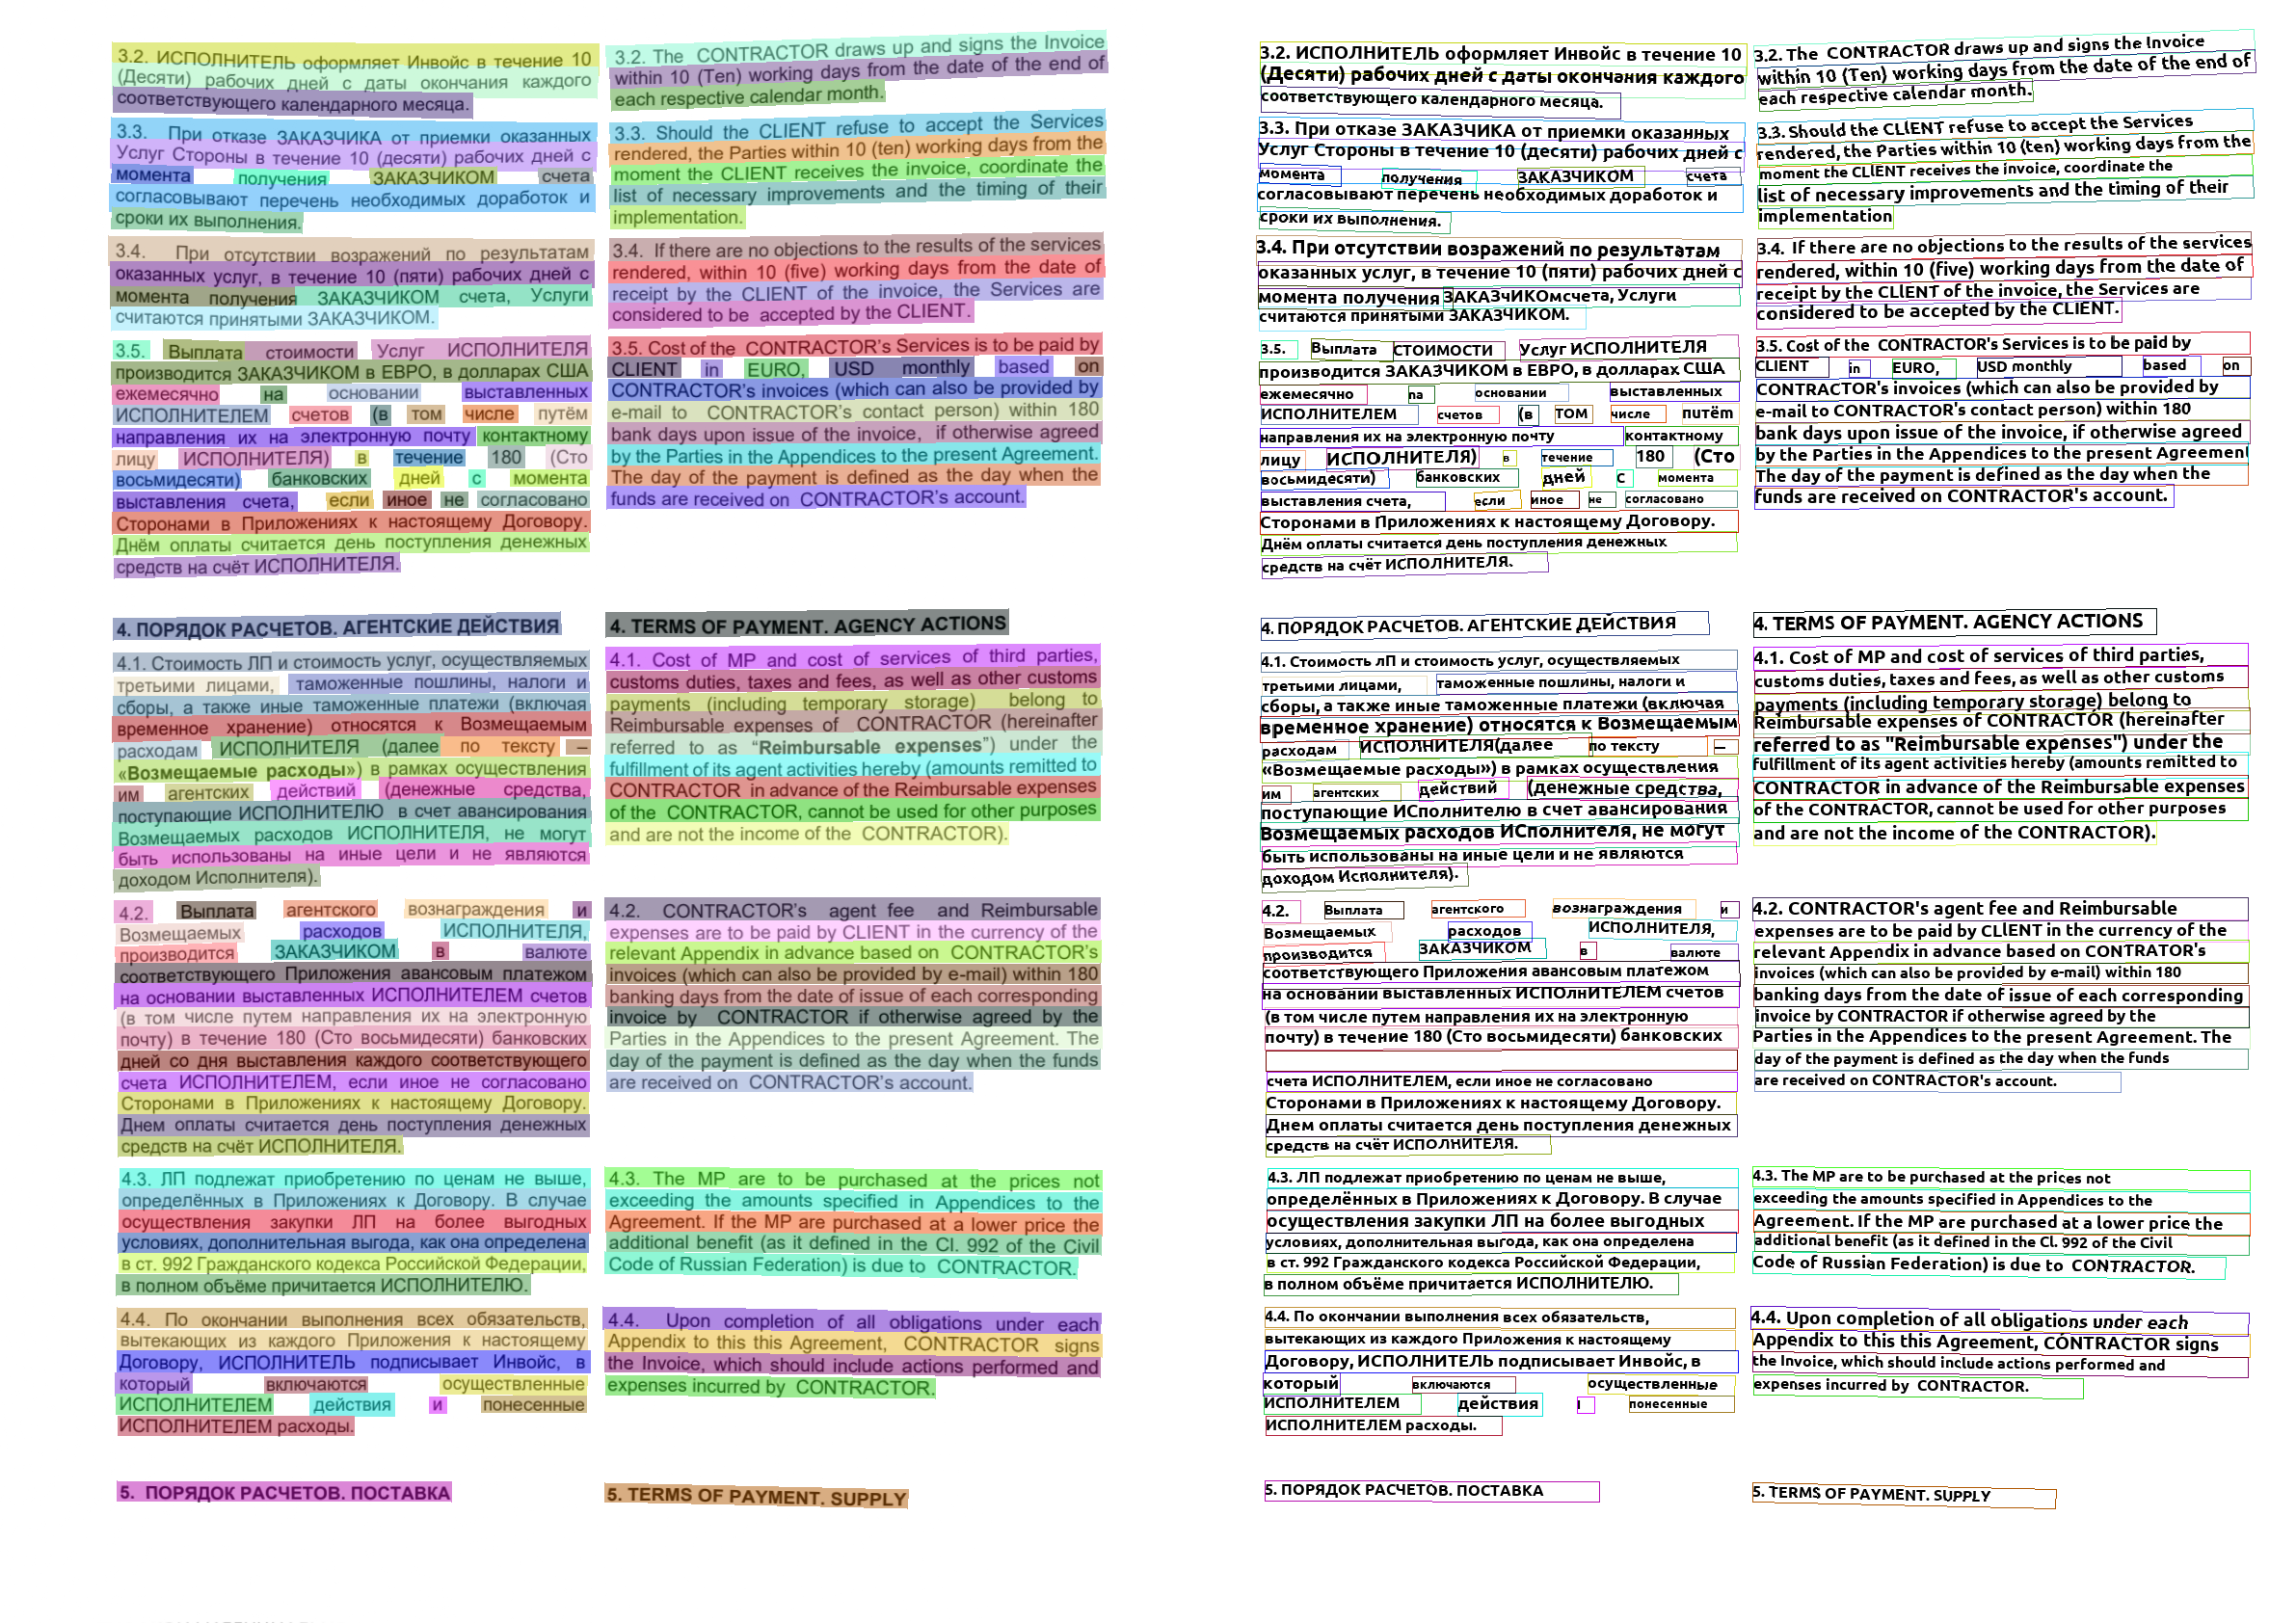 3.2. ИСПОЛНИТЕЛЬ оформляет Инвойс в течение 10
(Десяти) рабочих дней с даты окончания каждого
соответствующего календарного месяца.
3.3. При отказе ЗАКАЗЧИКА от приемки оказанных
Услуг Стороны в течение 10 (десяти) рабочих дней с
момента получения ЗАКАЗЧИКОМ счета
согласовывают перечень необходимых доработок и
сроки их выполнения.
3.4. При отсутствии возражений по результатам
оказанных услуг, в течение 10 (пяти) рабочих дней с
момента получения ЗАКАЗЧИКОМ счета, Услуги
считаются принятыми ЗАКАЗЧИКОМ.
3.5. Выплата стоимости Услуг ИСПОЛНИТЕЛЯ
производится ЗАКАЗЧИКОМ в ЕВРО, в долларах США
ежемесячно на основании выставленных
ИСПОЛНИТЕЛЕМ счетов (в том числе путём
направления их на электронную почту контактному
лицу ИСПОЛНИТЕЛЯ) в течение 180 (Сто
восьмидесяти) банковских дней с момента
выставления счета, если иное не согласовано
Сторонами в Приложениях к настоящему Договору.
Днём оплаты считается день поступления денежных
средств на счёт ИСПОЛНИТЕЛЯ.
4. ПОРЯДОК РАСЧЕТОВ. АГЕНТСКИЕ ДЕЙСТВИЯ
4.1. Стоимость ЛП и стоимость услуг, осуществляемых
третьими лицами, таможенные пошлины, налоги и
сборы, а также иные таможенные платежи (включая
временное хранение) относятся к Возмещаемым
расходам ИСПОЛНИТЕЛЯ (далее по тексту –
«Возмещаемые расходы») в рамках осуществления
им агентских действий (денежные средства,
поступающие ИСПОЛНИТЕЛЮ в счет авансирования
Возмещаемых расходов ИСПОЛНИТЕЛЯ, не могут
быть использованы на иные цели и не являются
доходом Исполнителя).
4.2. Выплата агентского вознаграждения и
Возмещаемых расходов ИСПОЛНИТЕЛЯ,
производится ЗАКАЗЧИКОМ в валюте
соответствующего Приложения авансовым платежом
на основании выставленных ИСПОЛНИТЕЛЕМ счетов
(в том числе путем направления их на электронную
почту) в течение 180 (Сто восьмидесяти) банковских
дней со дня выставления каждого соответствующего
счета ИСПОЛНИТЕЛЕМ, если иное не согласовано
Сторонами в Приложениях к настоящему Договору.
Днем оплаты считается день поступления денежных
средств на счёт ИСПОЛНИТЕЛЯ.
4.3. ЛП подлежат приобретению по ценам не выше,
определённых в Приложениях к Договору. В случае
осуществления закупки ЛП на более выгодных
условиях, дополнительная выгода, как она определена
в ст. 992 Гражданского кодекса Российской Федерации,
в полном объёме причитается ИСПОЛНИТЕЛЮ.
4.4. По окончании выполнения всех обязательств,
вытекающих из каждого Приложения к настоящему
Договору, ИСПОЛНИТЕЛЬ подписывает Инвойс, в
который включаются осуществленные
ИСПОЛНИТЕЛЕМ действия и понесенные
ИСПОЛНИТЕЛЕМ расходы.
5. ПОРЯДОК РАСЧЕТОВ. ПОСТАВКА
3.2. The CONTRACTOR draws up and signs the Invoice
within 10 (Ten) working days from the date of the end of
each respective calendar month.
3.3. Should the CLIENT refuse to accept the Services
rendered, the Parties within 10 (ten) working days from the
moment the CLIENT receives the invoice, coordinate the
list of necessary improvements and the timing of their
implementation.
3.4. If there are no objections to the results of the services
rendered, within 10 (five) working days from the date of
receipt by the CLIENT of the invoice, the Services are
considered to be accepted by the CLIENT.
3.5. Cost of the CONTRACTOR's Services is to be paid by
CLIENT in EURO, USD monthly based on
CONTRACTOR's invoices (which can also be provided by
e-mail to CONTRACTOR's contact person) within 180
bank days upon issue of the invoice, if otherwise agreed
by the Parties in the Appendices to the present Agreement.
The day of the payment is defined as the day when the
funds are received on CONTRACTOR's account.
4. TERMS OF PAYMENT. AGENCY ACTIONS
4.1. Cost of MP and cost of services of third parties,
customs duties, taxes and fees, as well as other customs
payments (including temporary storage) belong to
Reimbursable expenses of CONTRACTOR (hereinafter
referred to as “Reimbursable expenses”) under the
fulfillment of its agent activities hereby (amounts remitted to
CONTRACTOR in advance of the Reimbursable expenses
of the CONTRACTOR, cannot be used for other purposes
and are not the income of the CONTRACTOR).
4.2. CONTRACTOR's agent fee and Reimbursable
expenses are to be paid by CLIENT in the currency of the
relevant Appendix in advance based on CONTRACTOR's
invoices (which can also be provided by e-mail) within 180
banking days from the date of issue of each corresponding
invoice by CONTRACTOR if otherwise agreed by the
Parties in the Appendices to the present Agreement. The
day of the payment is defined as the day when the funds
are received on CONTRACTOR's account.
4.3. The MP are to be purchased at the prices not
exceeding the amounts specified in Appendices to the
Agreement. If the MP are purchased at a lower price the
additional benefit (as it defined in the Cl. 992 of the Civil
Code of Russian Federation) is due to CONTRACTOR.
4.4. Upon completion of all obligations under each
Appendix to this this Agreement, CONTRACTOR signs
the Invoice, which should include actions performed and
expenses incurred by CONTRACTOR.
5. TERMS OF PAYMENT. SUPPLY
3.2. ИСПОЛНИТЕЛЬ оформляет Инвойс в течение 10
(Десяти) рабочих дней с даты окончания каждого
соответствующего календарного месяца.
3.3. При отказе ЗАКАЗЧИКА от приемки оказанных
Услуг Стороны в течение 10 (десяти) рабочих дней с
момента получения ЗАКАЗЧИКОМ счета
согласовывают перечень необходимых доработок и
сроки их выполнения.
3.4. При отсутствии возражений по результатам
оказанных услуг, в течение 10 (пяти) рабочих дней с
момента получения ЗАКАЗчИКОмсчета, Услуги
считаются принятыми ЗАКАЗЧИКОМ.
3.5. Выплата СТОИМОСТИ Услуг ИСПОЛНИТЕЛЯ
производится ЗАКАЗЧИКОМ в ЕВРО, в долларах США
ежемесячно па основании выставленных
ИСПОЛНИТЕЛЕМ счетов (в ТОМ числе путём
направления их на электронную почту контактному
лицу ИСПОЛНИТЕЛЯ) в течение 180 (Сто
восьмидесяти) банковских дней С момента
выставления счета, если иное не согласовано
Сторонами в Приложениях к настоящему Договору.
Днём оплаты считается день поступления денежных
средств на счёт ИСПОЛНИТЕЛЯ.
4. ПОРЯДОК РАСЧЕТОВ. АГЕНТСКИЕ ДЕЙСТВИЯ
4.1. Стоимость лП и стоимость услуг, осуществляемых
третьими лицами, таможенные пошлины, налоги и
сборы, а также иные таможенные платежи (включая
временное хранение) относятся к Возмещаемым
расходам ИСПОЛНИТЕЛЯ(далее по тексту —
«Возмещаемые расходы») в рамках осуществления
им агентских действий (денежные средства,
поступающие ИСполнителю в счет авансирования
Возмещаемых расходов ИСполнителя, не могут
быть использованы на иные цели и не являются
доходом Исполнителя).
4.2. Выплата агентского вознаграждения и
Возмещаемых расходов ИСПОЛНИТЕЛЯ,
производится ЗАКАЗЧИКОМ в валюте
соответствующего Приложения авансовым платежом
на основании выставленных ИСПОлнИТЕЛЕМ счетов
(в том числе путем направления их на электронную
почту) в течение 180 (Сто восьмидесяти) банковских
счета ИСПОЛНИТЕЛЕМ, если иное не согласовано
Сторонами в Приложениях к настоящему Договору.
Днем оплаты считается день поступления денежных
средств на счёт ИСПОЛНИТЕЛЯ.
4.3. ЛП подлежат приобретению по ценам не выше,
определённых в Приложениях к Договору. В случае
осуществления закупки ЛП на более выгодных
условиях, дополнительная выгода, как она определена
в ст. 992 Гражданского кодекса Российской Федерации,
в полном объёме причитается ИСПОЛНИТЕЛЮ.
4.4. По окончании выполнения всех обязательств,
вытекающих из каждого Приложения к настоящему
Договору, ИСПОЛНИТЕЛЬ подписывает Инвойс, в
который включаются осуществленные
ИСПОЛНИТЕЛЕМ действия I понесенные
ИСПОЛНИТЕЛЕМ расходы.
5. ПОРЯДОК РАСЧЕТОВ. ПОСТАВКА
3.2. The CONTRACTOR draws up and signs the Invoice
within 10 (Ten) working days from the date of the end of
each respective calendar month.
3.3. Should the CLIENT refuse to accept the Services
rendered, the Parties within 10 (ten) working days from the
moment the CLIENT receives the invoice, coordinate the
list of necessary improvements and the timing of their
implementation
3.4. If there are no objections to the results of the services
rendered, within 10 (five) working days from the date of
receipt by the CLIENT of the invoice, the Services are
considered to be accepted by the CLIENT.
3.5. Cost of the CONTRACTOR's Services is to be paid by
CLIENT in EURO, USD monthly based on
CONTRACTOR's invoices (which can also be provided by
e-mail to CONTRACTOR's contact person) within 180
bank days upon issue of the invoice, if otherwise agreed
by the Parties in the Appendices to the present Agreement
The day of the payment is defined as the day when the
funds are received on CONTRACTOR's account.
4. TERMS OF PAYMENT. AGENCY ACTIONS
4.1. Cost of MP and cost of services of third parties,
customs duties, taxes and fees, as well as other customs
payments (including temporary storage) belong to
Reimbursable expenses of CONTRACTOR (hereinafter
referred to as "Reimbursable expenses") under the
fulfillment of its agent activities hereby (amounts remitted to
CONTRACTOR in advance of the Reimbursable expenses
of the CONTRACTOR, cannot be used for other purposes
and are not the income of the CONTRACTOR).
4.2. CONTRACTOR's agent fee and Reimbursable
expenses are to be paid by CLIENT in the currency of the
relevant Appendix in advance based on CONTRATOR's
invoices (which can also be provided by e-mail) within 180
banking days from the date of issue of each corresponding
invoice by CONTRACTOR if otherwise agreed by the
Parties in the Appendices to the present Agreement. The
day of the payment is defined as the day when the funds
are received on CONTRACTOR's account.
4.3. The MP are to be purchased at the prices not
exceeding the amounts specified in Appendices to the
Agreement. If the MP are purchased at a lower price the
additional benefit (as it defined in the Cl. 992 of the Civil
Code of Russian Federation) is due to CONTRACTOR.
4.4. Upon completion of all obligations under each
Appendix to this this Agreement, CONTRACTOR signs
the Invoice, which should include actions performed and
expenses incurred by CONTRACTOR.
5. TERMS OF PAYMENT. SUPPLY